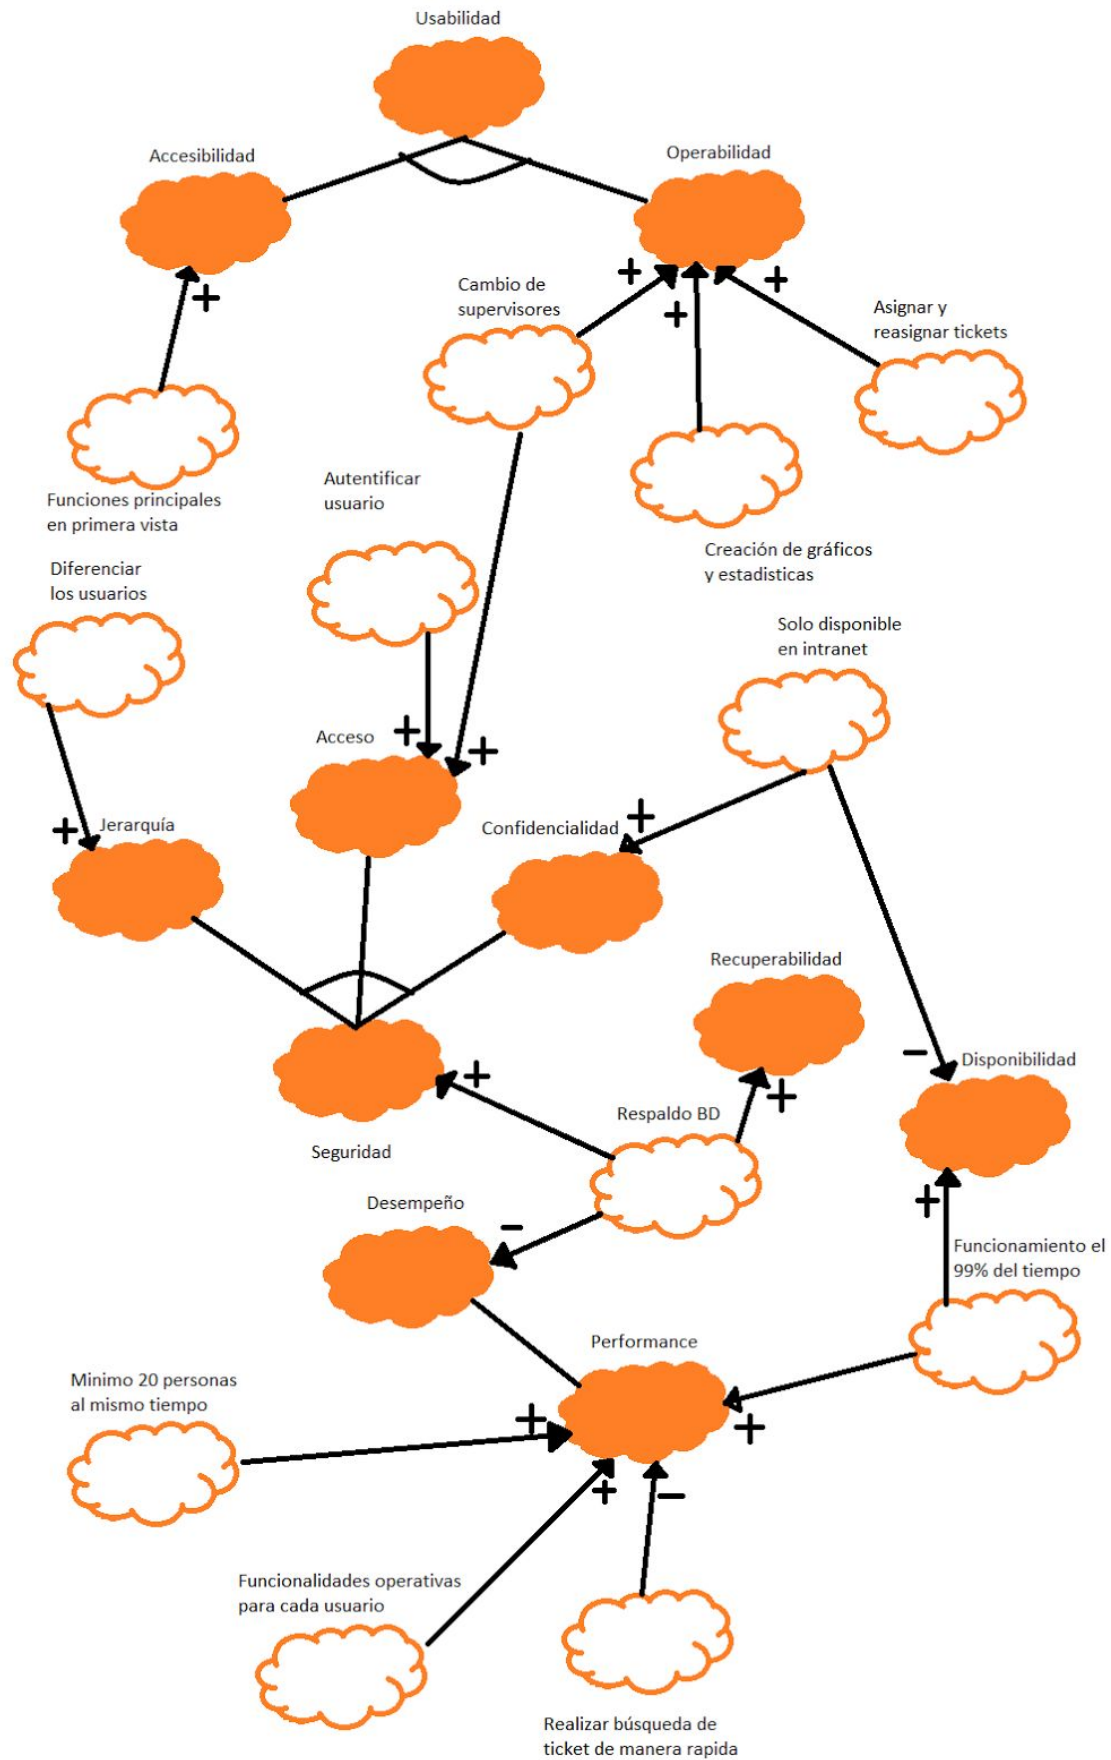 Usabilidad
Accesibilidad
Operabilidad
+
+
+
+
Cambio de
supervisores
Asignar y
reasignar tickets
Funciones principales
en primera vista
Autentificar
usuario
Creación de gráficos
y estadisticas
Diferenciar
los usuarios
Solo disponible
en intranet
Acceso
+
+
+
Jerarquía
Confidencialidad
+
Recuperabilidad
−
Disponibilidad
+
+
Respaldo BD
Seguridad
Desempeño
−
+
Funcionamiento el
99% del tiempo
Performance
Minimo 20 personas
al mismo tiempo
+
+
+
−
Funcionalidades operativas
para cada usuario
Realizar búsqueda de
ticket de manera rapida